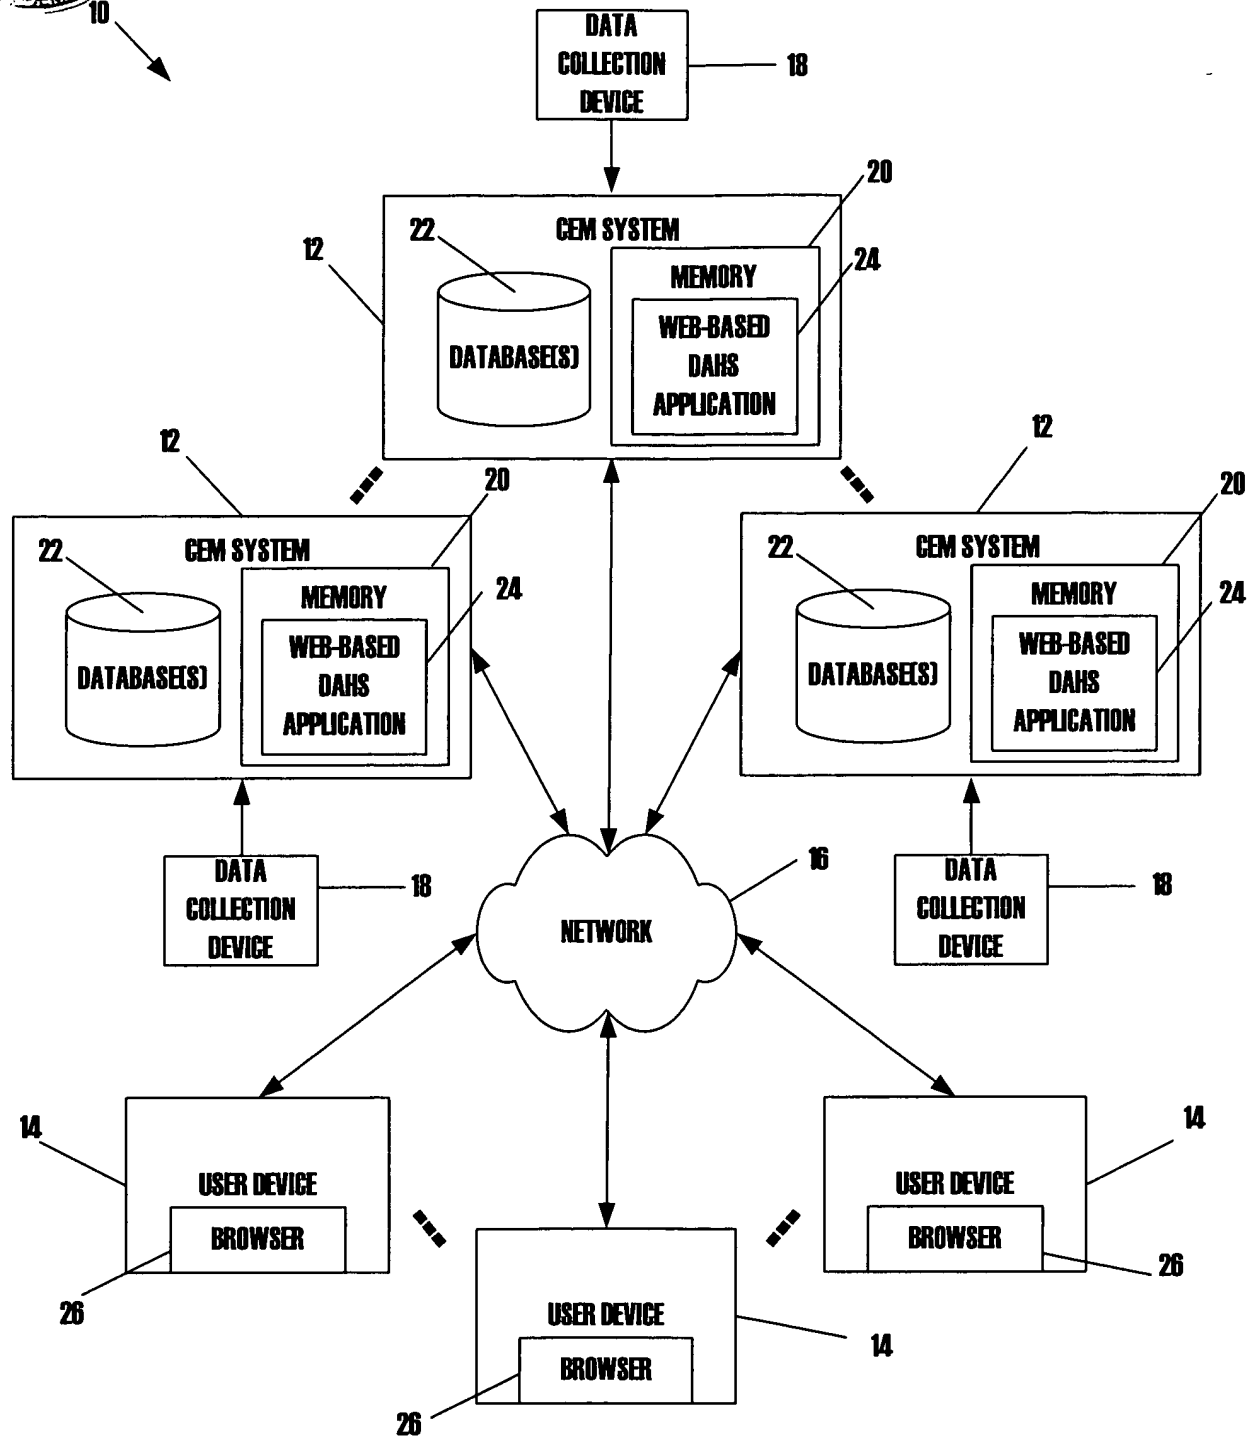 10
DATA
COLLECTION
DEVICE
18
20
CEM SYSTEM
22
12
24
MEMORY
DATABASE(S)
WEB-BASED
DAHS
APPLICATION
12
20
CEM SYSTEM
22
24
MEMORY
DATABASE(S)
WEB-BASED
DAHS
APPLICATION
12
20
CEM SYSTEM
22
24
MEMORY
DATABASE(S)
WEB-BASED
DAHS
APPLICATION
DATA
COLLECTION
DEVICE
18
16
NETWORK
DATA
COLLECTION
DEVICE
18
14
USER DEVICE
BROWSER
26
14
USER DEVICE
BROWSER
26
USER DEVICE
14
BROWSER
26